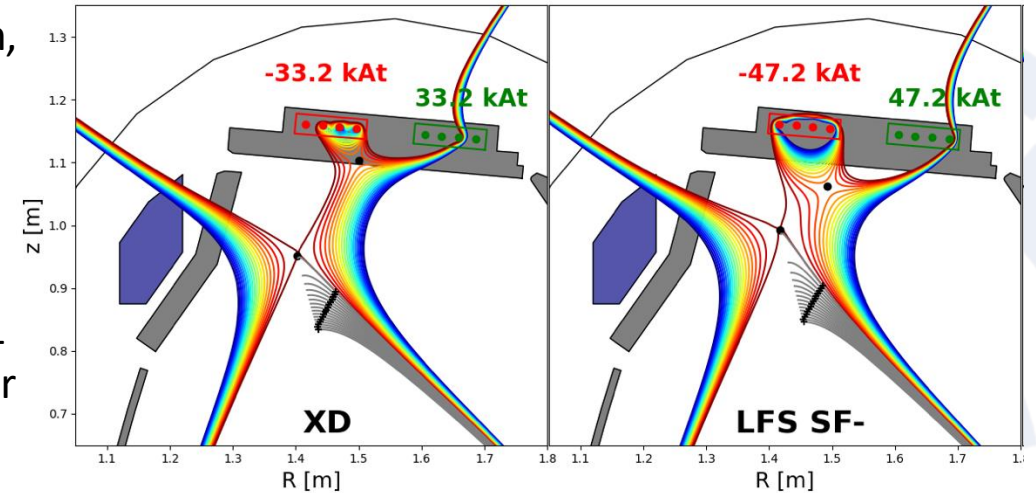 n,
r
-33.2 kAt
33.2 kAt
XD
1.3
1.2
1.1
1.0
0.9
0.8
0.7
z [m]
1.1 1.2 1.3 1.4 1.5 1.6 1.7 1.8
R [m]
-47.2 kAt
47.2 kAt
LFS SF-
1.1 1.2 1.3 1.4 1.5 1.6 1.7 1.
R [m]